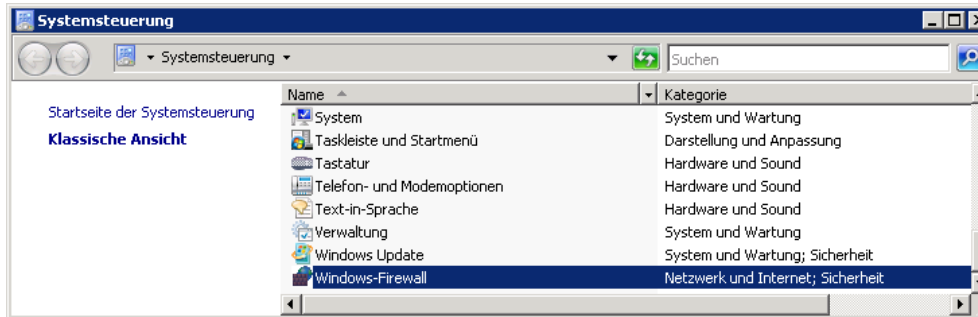 Systemsteuerung
Systemsteuerung
Suchen
Startseite der Systemsteuerung
Klassische Ansicht
Name Kategorie
System System und Wartung
Taskleiste und Startmenü Darstellung und Anpassung
Tastatur Hardware und Sound
Telefon- und Modemoptionen Hardware und Sound
Text-in-Sprache Hardware und Sound
Verwaltung System und Wartung
Windows Update System und Wartung; Sicherheit
Windows-Firewall Netzwerk und Internet; Sicherheit